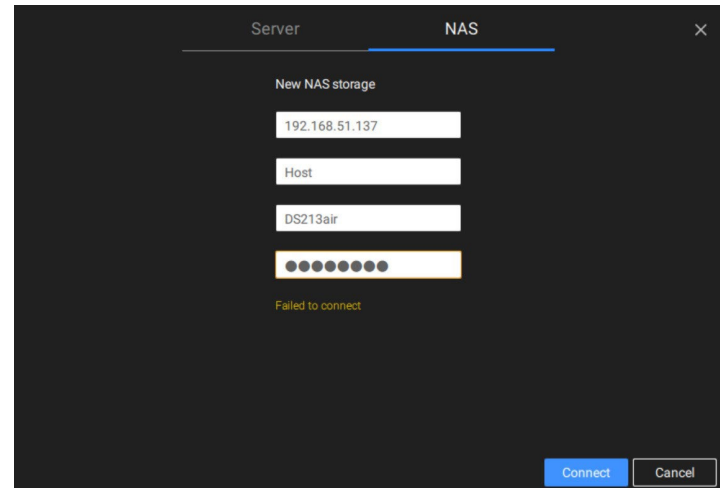 Server NAS
New NAS storage
192.168.51.137
Host
DS213air
●●●●●●●●
Failed to connect
Connect Cancel